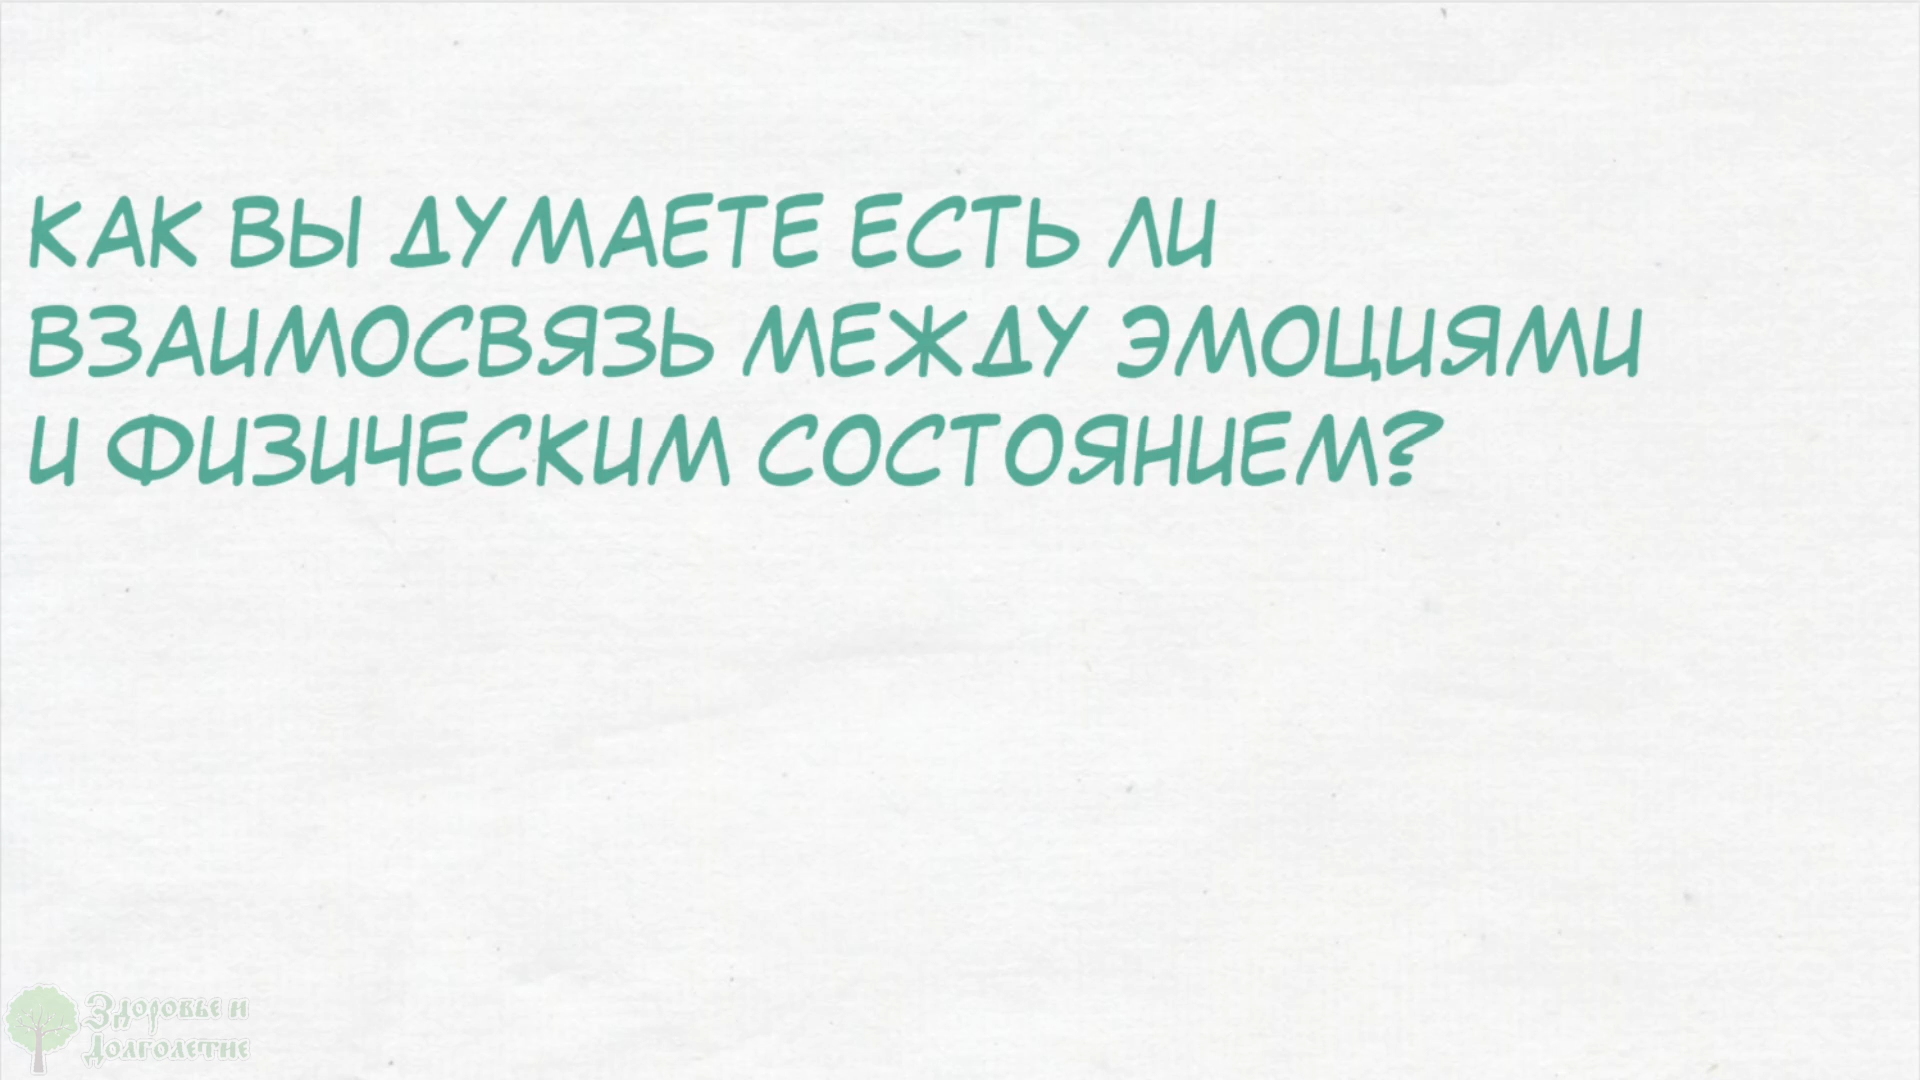 КАК ВЫ ДУМАЕТЕ ЕСТЬ ЛИ
ВЗАИМОСВЯЗЬ МЕЖДУ ЭМОЦИЯМИ
И ФИЗИЧЕСКИМ СОСТОЯНИЕМ?
Здоровье и
Долголетие